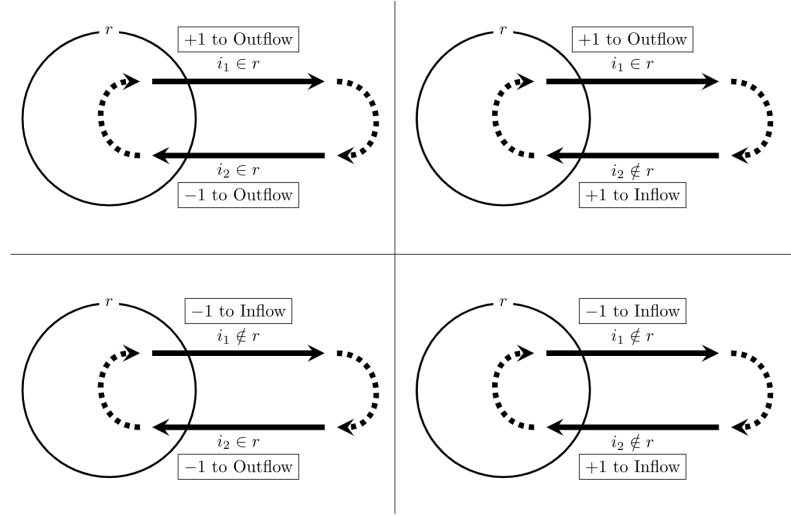 r
+1 to Outflow
i₁ ∈ r
i₂ ∈ r
−1 to Outflow
r
+1 to Outflow
i₁ ∈ r
i₂ ∉ r
+1 to Inflow
r
−1 to Inflow
i₁ ∉ r
i₂ ∈ r
−1 to Outflow
r
−1 to Inflow
i₁ ∉ r
i₂ ∉ r
+1 to Inflow